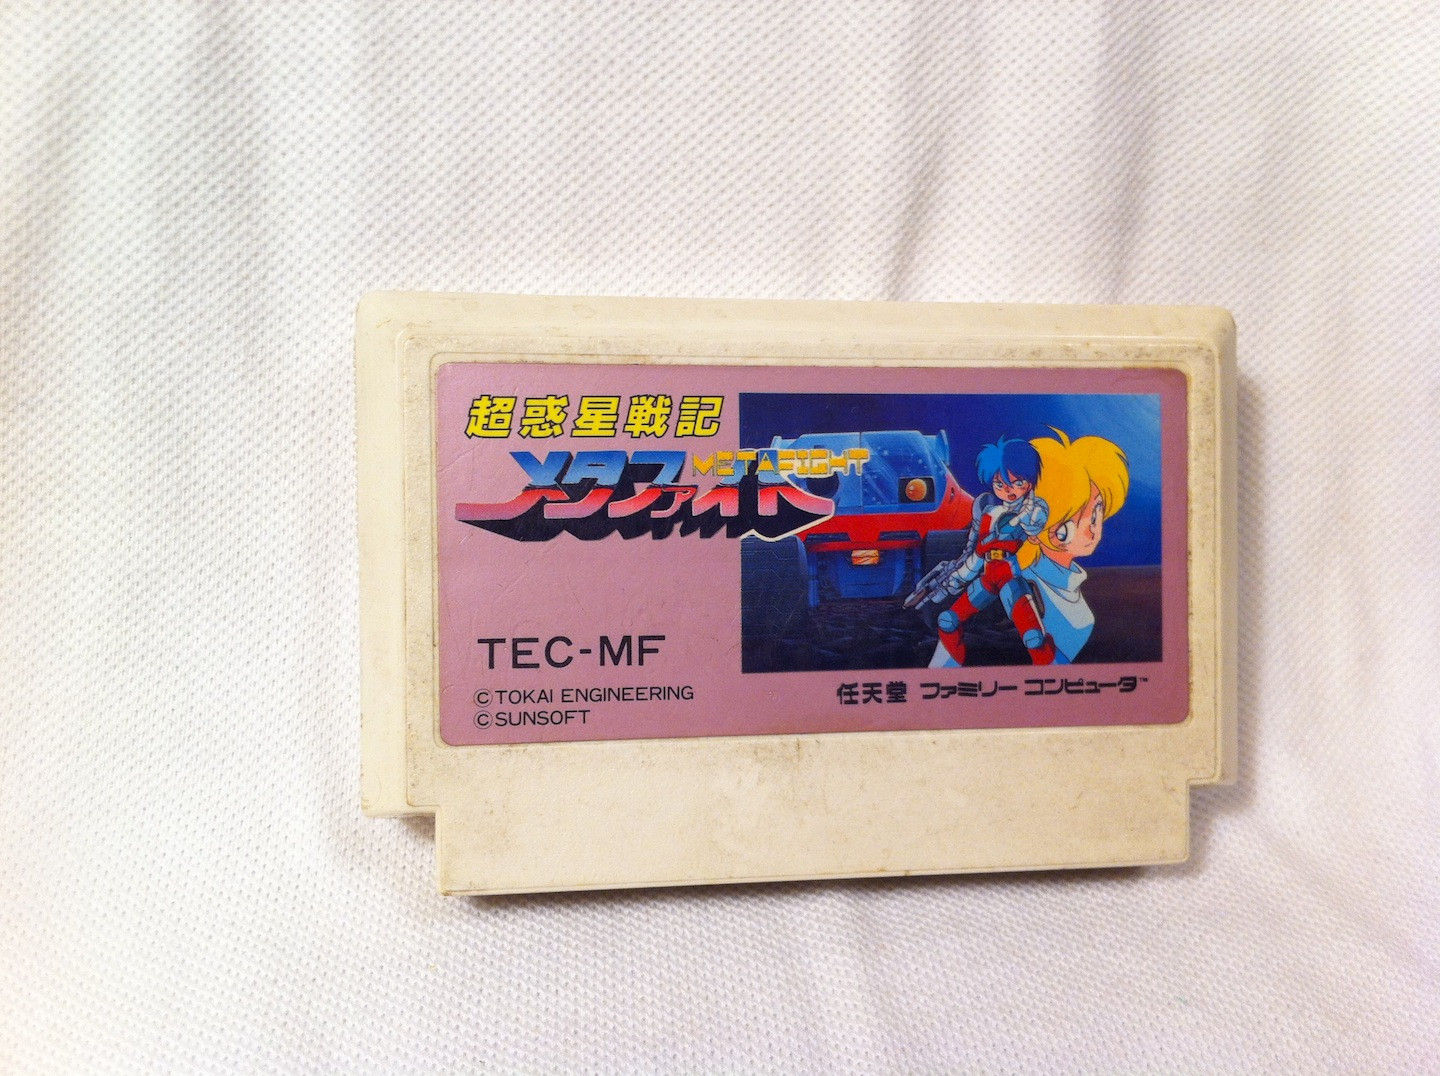 超惑星戦記
メタファイト
METAFIGHT
TEC-MF
©TOKAI ENGINEERING
©SUNSOFT
任天堂 ファミリー コンピュータ™